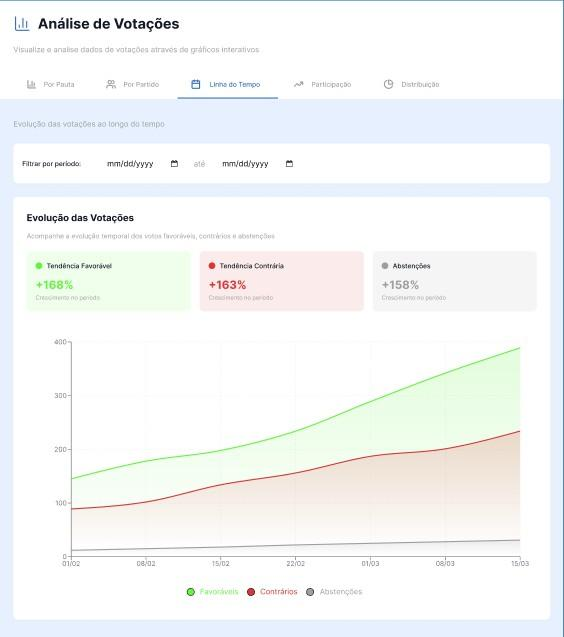 Análise de Votações
Visualize e analise dados de votações através de gráficos interativos
Por Pauta Por Partido Linha do Tempo Participação Distribuição
Evolução das votações ao longo do tempo
Filtrar por período: mm/dd/yyyy até mm/dd/yyyy
Evolução das Votações
Acompanhe a evolução temporal dos votos favoráveis, contrários e abstenções
Tendência Favorável Tendência Contrária Abstenções
+168% +163% +158%
Crescimento no período Crescimento no período Crescimento no período
400
300
200
100
0
01/02 08/02 15/02 22/02 01/03 08/03 15/03
Favoráveis Contrários Abstenções